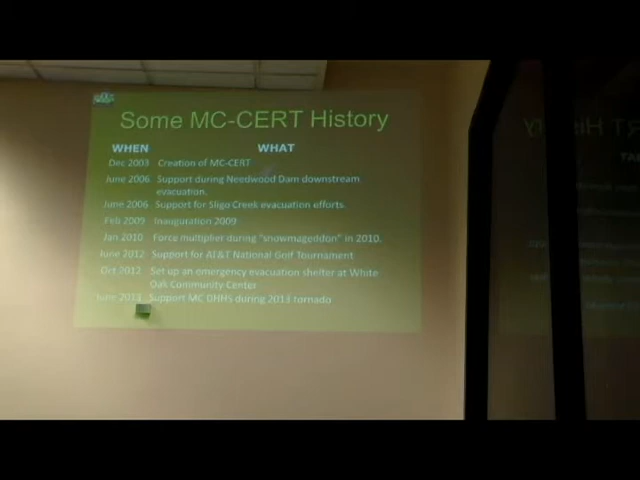 Some MC-CERT History
WHEN WHAT
Dec 2003 Creation of MC-CERT
June 2006 Support during Needwood Dam downstream
evacuation.
June 2006 Support for Sligo Creek evacuation efforts.
Feb 2009 Inauguration 2009
Jan 2010 Force multiplier during "snowmageddon" in 2010.
June 2012 Support for AT&T National Golf Tournament
Oct 2012 Set up an emergency evacuation shelter at White
Oak Community Center
June 2013 Support MC DHHS during 2013 tornado